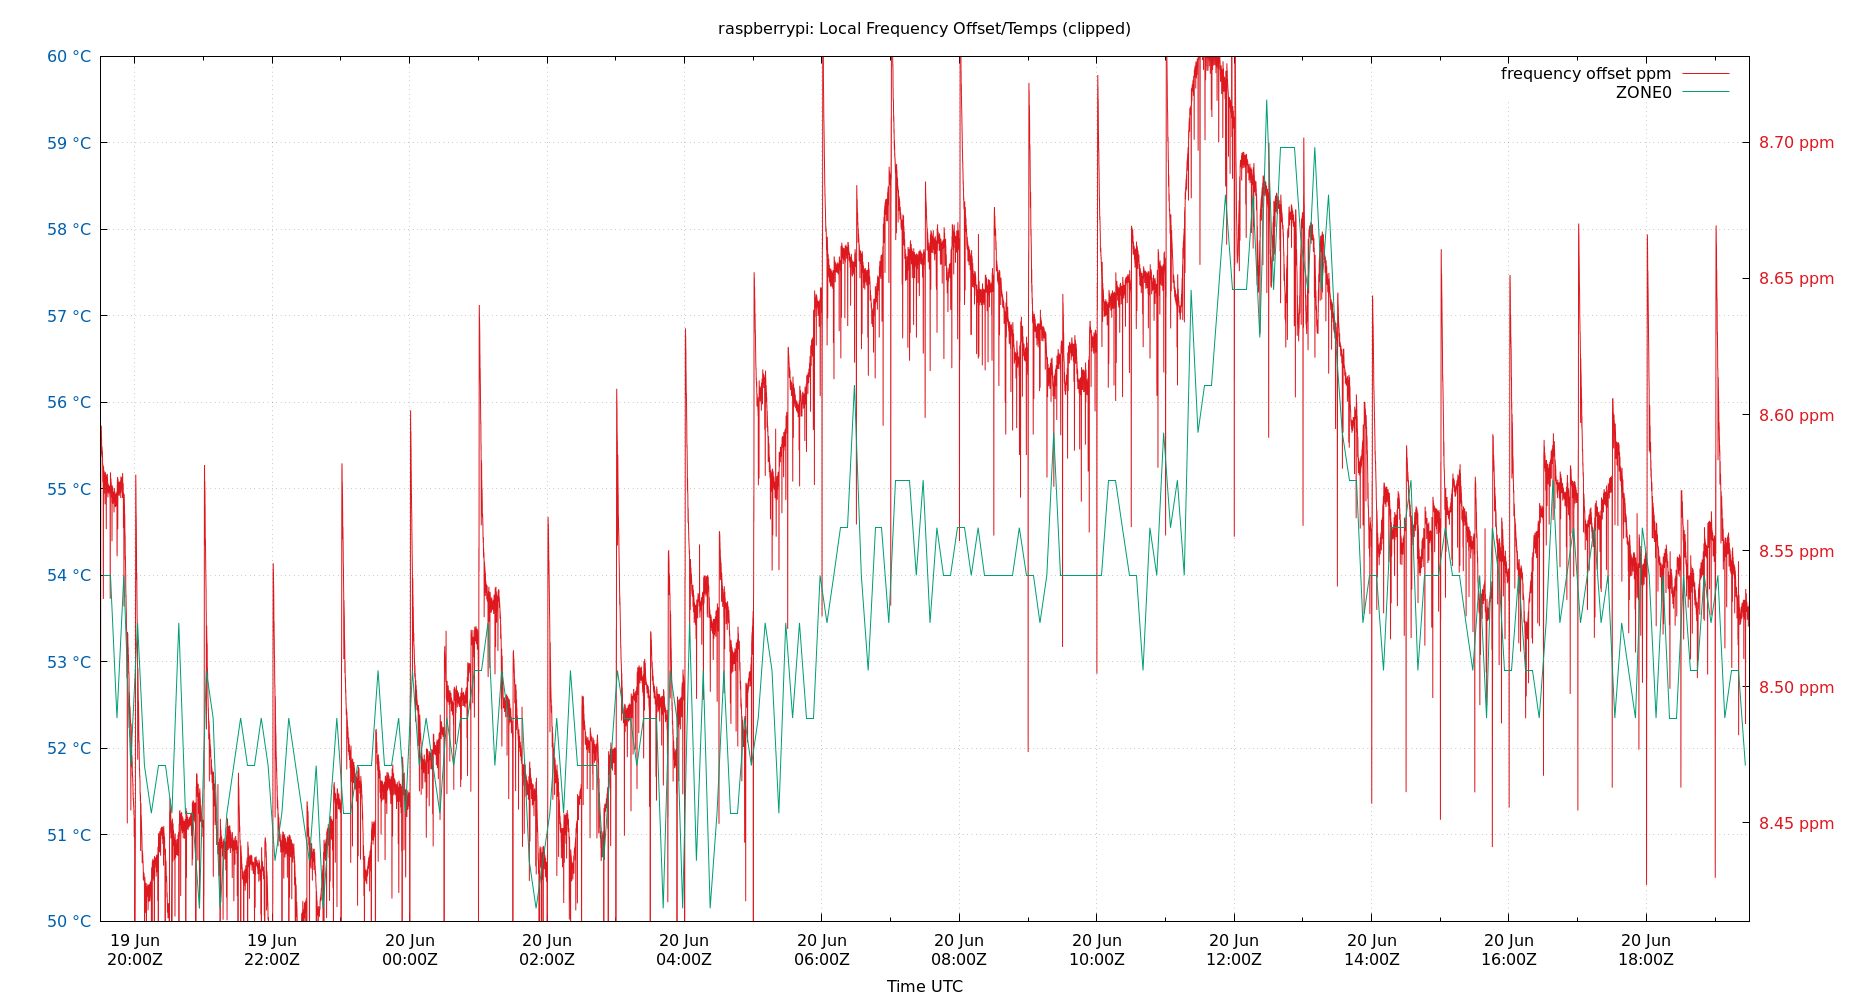 raspberrypi: Local Frequency Offset/Temps (clipped)
frequency offset ppm
ZONE0
60 °C
59 °C
58 °C
57 °C
56 °C
55 °C
54 °C
53 °C
52 °C
51 °C
50 °C
8.70 ppm
8.65 ppm
8.60 ppm
8.55 ppm
8.50 ppm
8.45 ppm
19 Jun 19 Jun 20 Jun 20 Jun 20 Jun 20 Jun 20 Jun 20 Jun 20 Jun 20 Jun 20 Jun 20 Jun
20:00Z 22:00Z 00:00Z 02:00Z 04:00Z 06:00Z 08:00Z 10:00Z 12:00Z 14:00Z 16:00Z 18:00Z
Time UTC